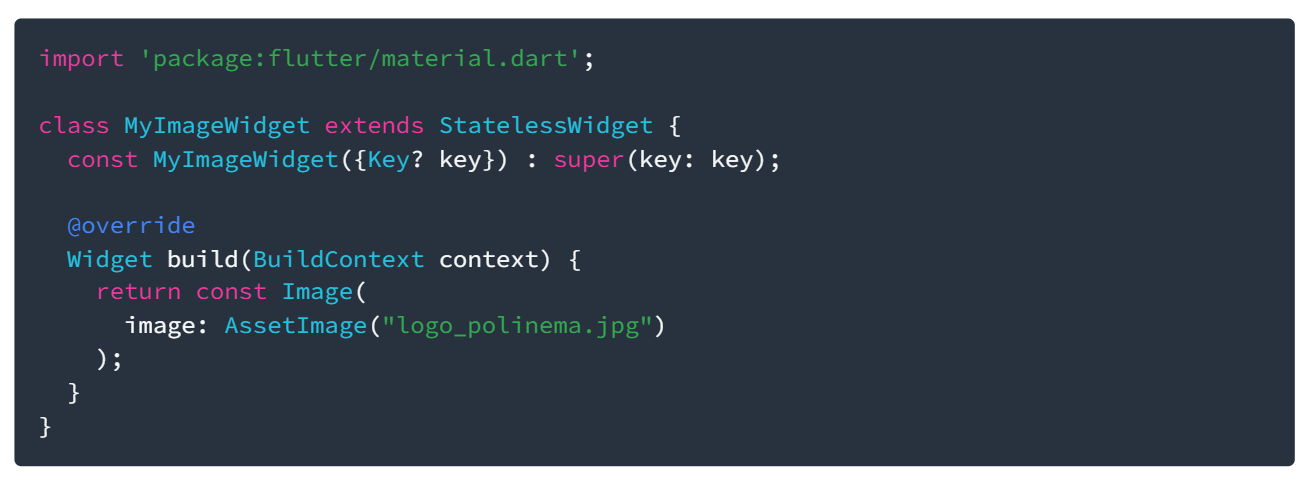 import 'package:flutter/material.dart';
class MyImageWidget extends StatelessWidget {
  const MyImageWidget({Key? key}) : super(key: key);
  @override
  Widget build(BuildContext context) {
    return const Image(
      image: AssetImage("logo_polinema.jpg")
    );
  }
}